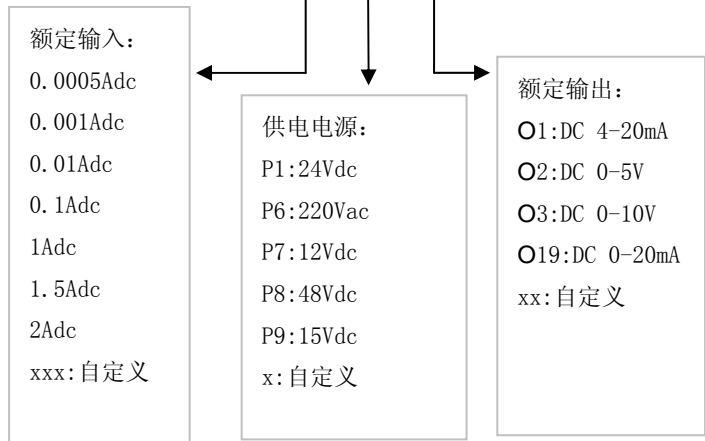 额定输入:
0.0005Adc
0.001Adc
0.01Adc
0.1Adc
1Adc
1.5Adc
2Adc
xxx:自定义
供电电源:
P1:24Vdc
P6:220Vac
P7:12Vdc
P8:48Vdc
P9:15Vdc
x:自定义
额定输出:
O1:DC 4-20mA
O2:DC 0-5V
O3:DC 0-10V
O19:DC 0-20mA
xx:自定义